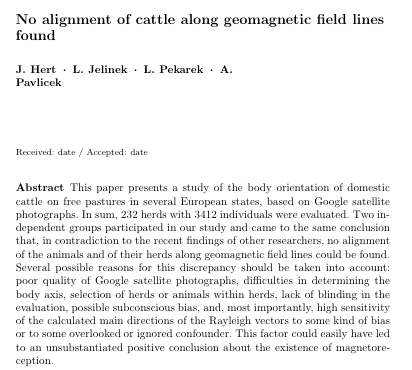 No alignment of cattle along geomagnetic field lines
found
J. Hert · L. Jelinek · L. Pekarek · A.
Pavlicek
Received: date / Accepted: date
Abstract This paper presents a study of the body orientation of domestic
cattle on free pastures in several European states, based on Google satellite
photographs. In sum, 232 herds with 3412 individuals were evaluated. Two in-
dependent groups participated in our study and came to the same conclusion
that, in contradiction to the recent findings of other researchers, no alignment
of the animals and of their herds along geomagnetic field lines could be found.
Several possible reasons for this discrepancy should be taken into account:
poor quality of Google satellite photographs, difficulties in determining the
body axis, selection of herds or animals within herds, lack of blinding in the
evaluation, possible subconscious bias, and, most importantly, high sensitivity
of the calculated main directions of the Rayleigh vectors to some kind of bias
or to some overlooked or ignored confounder. This factor could easily have led
to an unsubstantiated positive conclusion about the existence of magnetore-
ception.